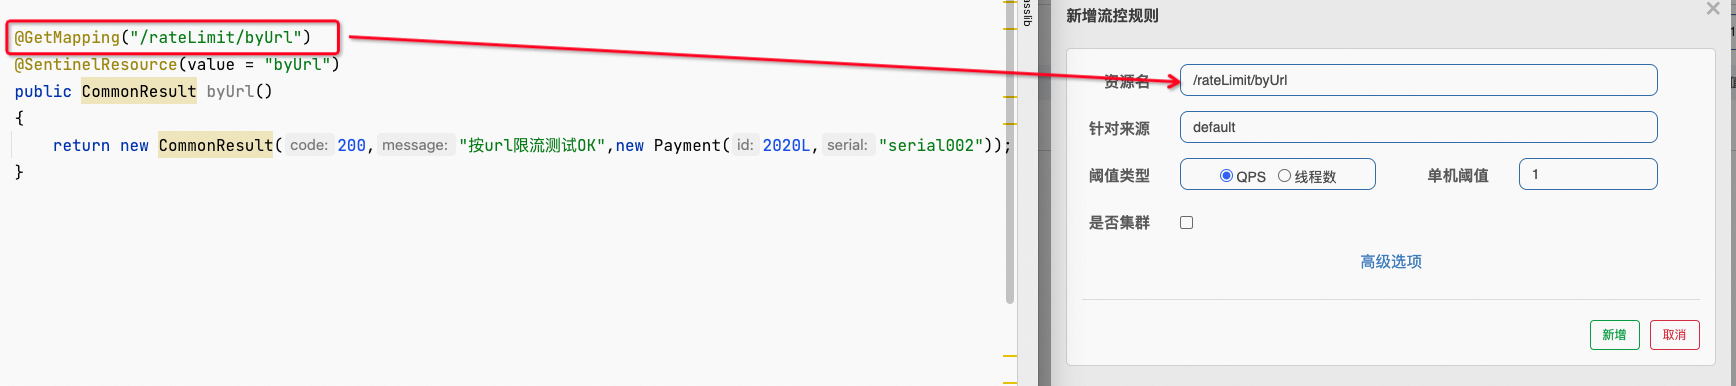 @GetMapping("/rateLimit/byUrl")
@SentinelResource(value = "byUrl")
public CommonResult byUrl()
{
return new CommonResult( code: 200, message: "按url限流测试OK",new Payment( id: 2020L, serial: "serial002"));
}
asslib
新增流控规则
×
资源名 /rateLimit/byUrl
针对来源 default
阈值类型 QPS 线程数 单机阈值 1
是否集群
高级选项
新增 取消